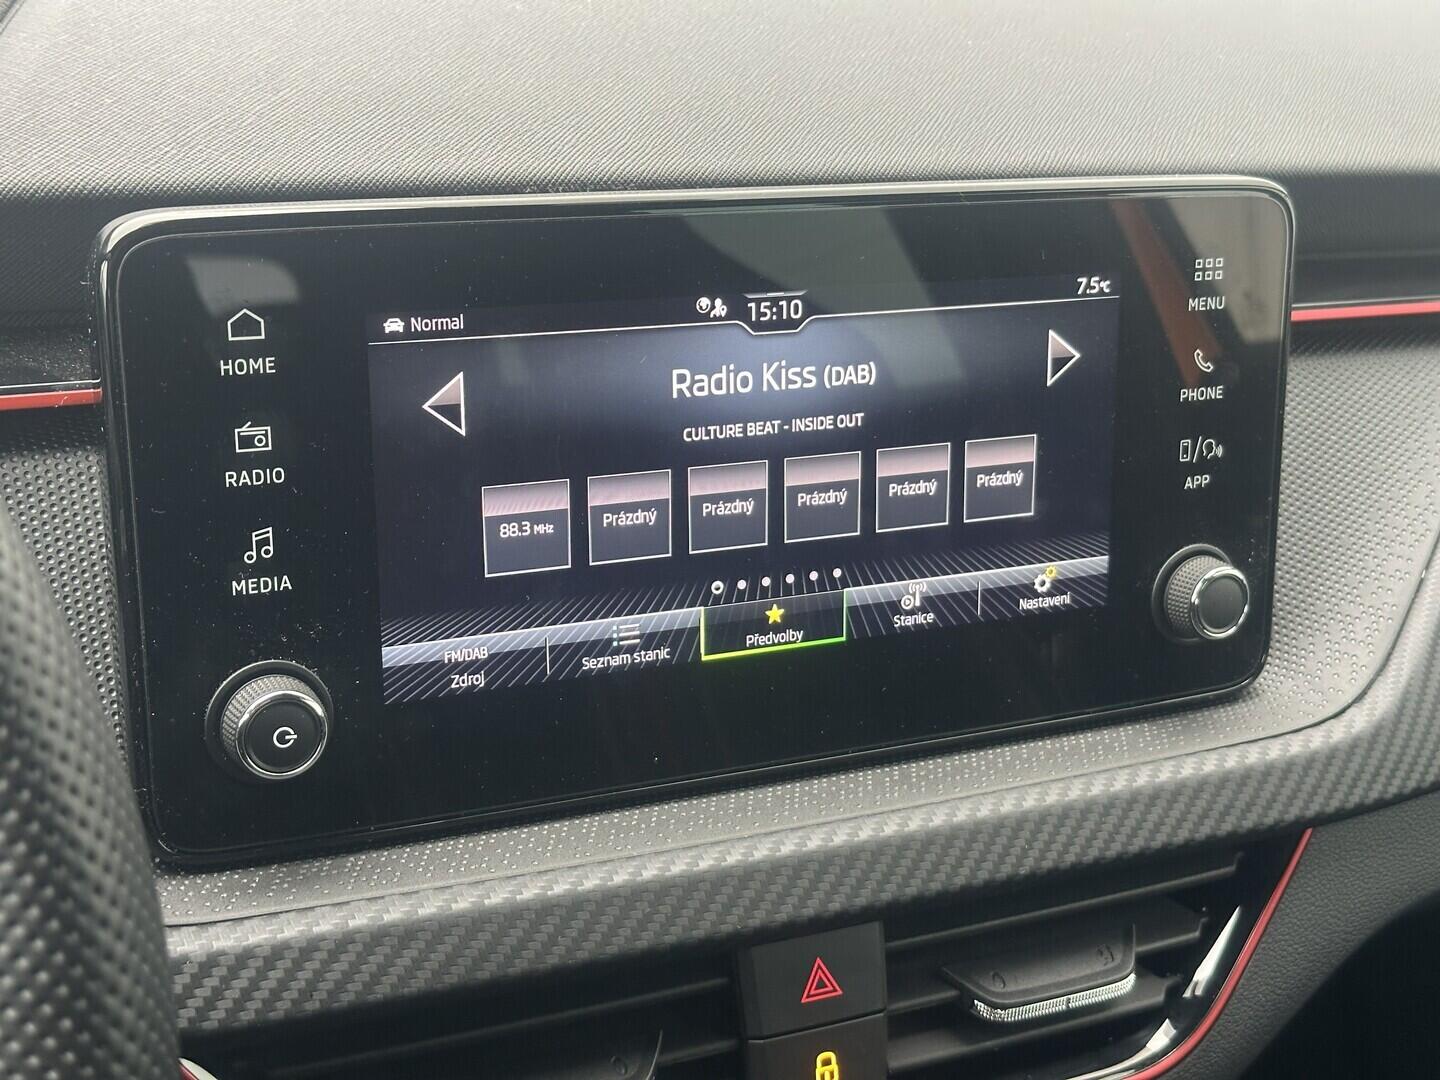 HOME
RADIO
MEDIA
Normal
15:10
7.5°C
Radio Kiss (DAB)
CULTURE BEAT - INSIDE OUT
88.3 MHz
Prázdný
Prázdný
Prázdný
Prázdný
Prázdný
FM/DAB
Zdroj
Seznam stanic
Předvolby
Stanice
Nastavení
MENU
PHONE
APP